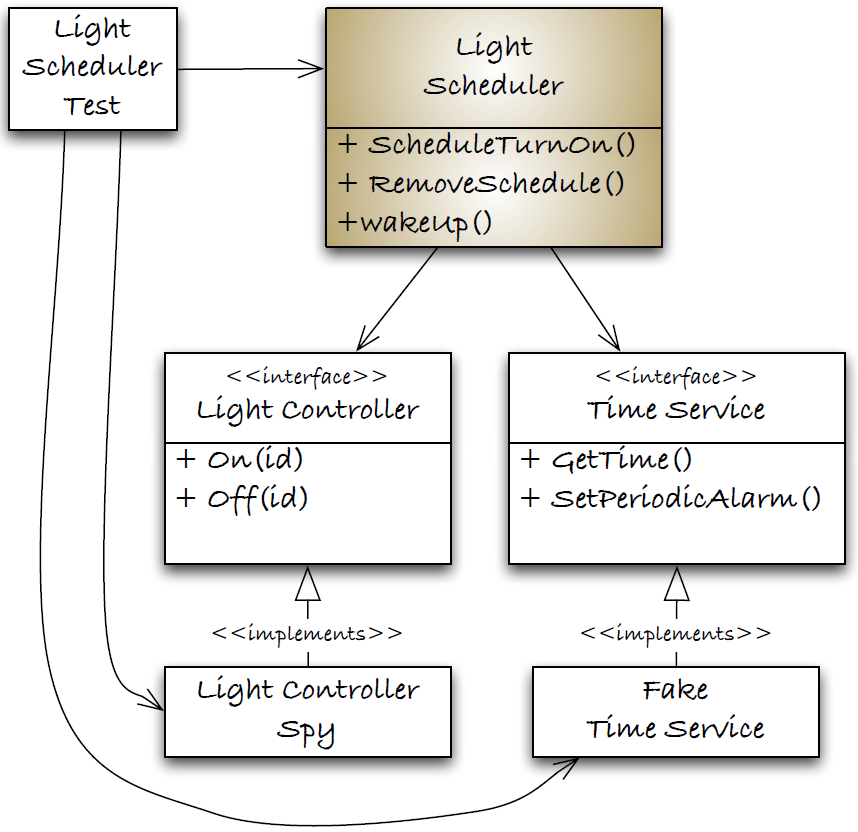 Light
Scheduler
Test
Light
Scheduler
+ ScheduleTurnOn()
+ RemoveSchedule()
+wakeUp()
<<interface>>
Light Controller
+ On(id)
+ Off(id)
<<interface>>
Time Service
+ GetTime()
+ SetPeriodicAlarm()
<<implements>>
<<implements>>
Light Controller
Spy
Fake
Time Service